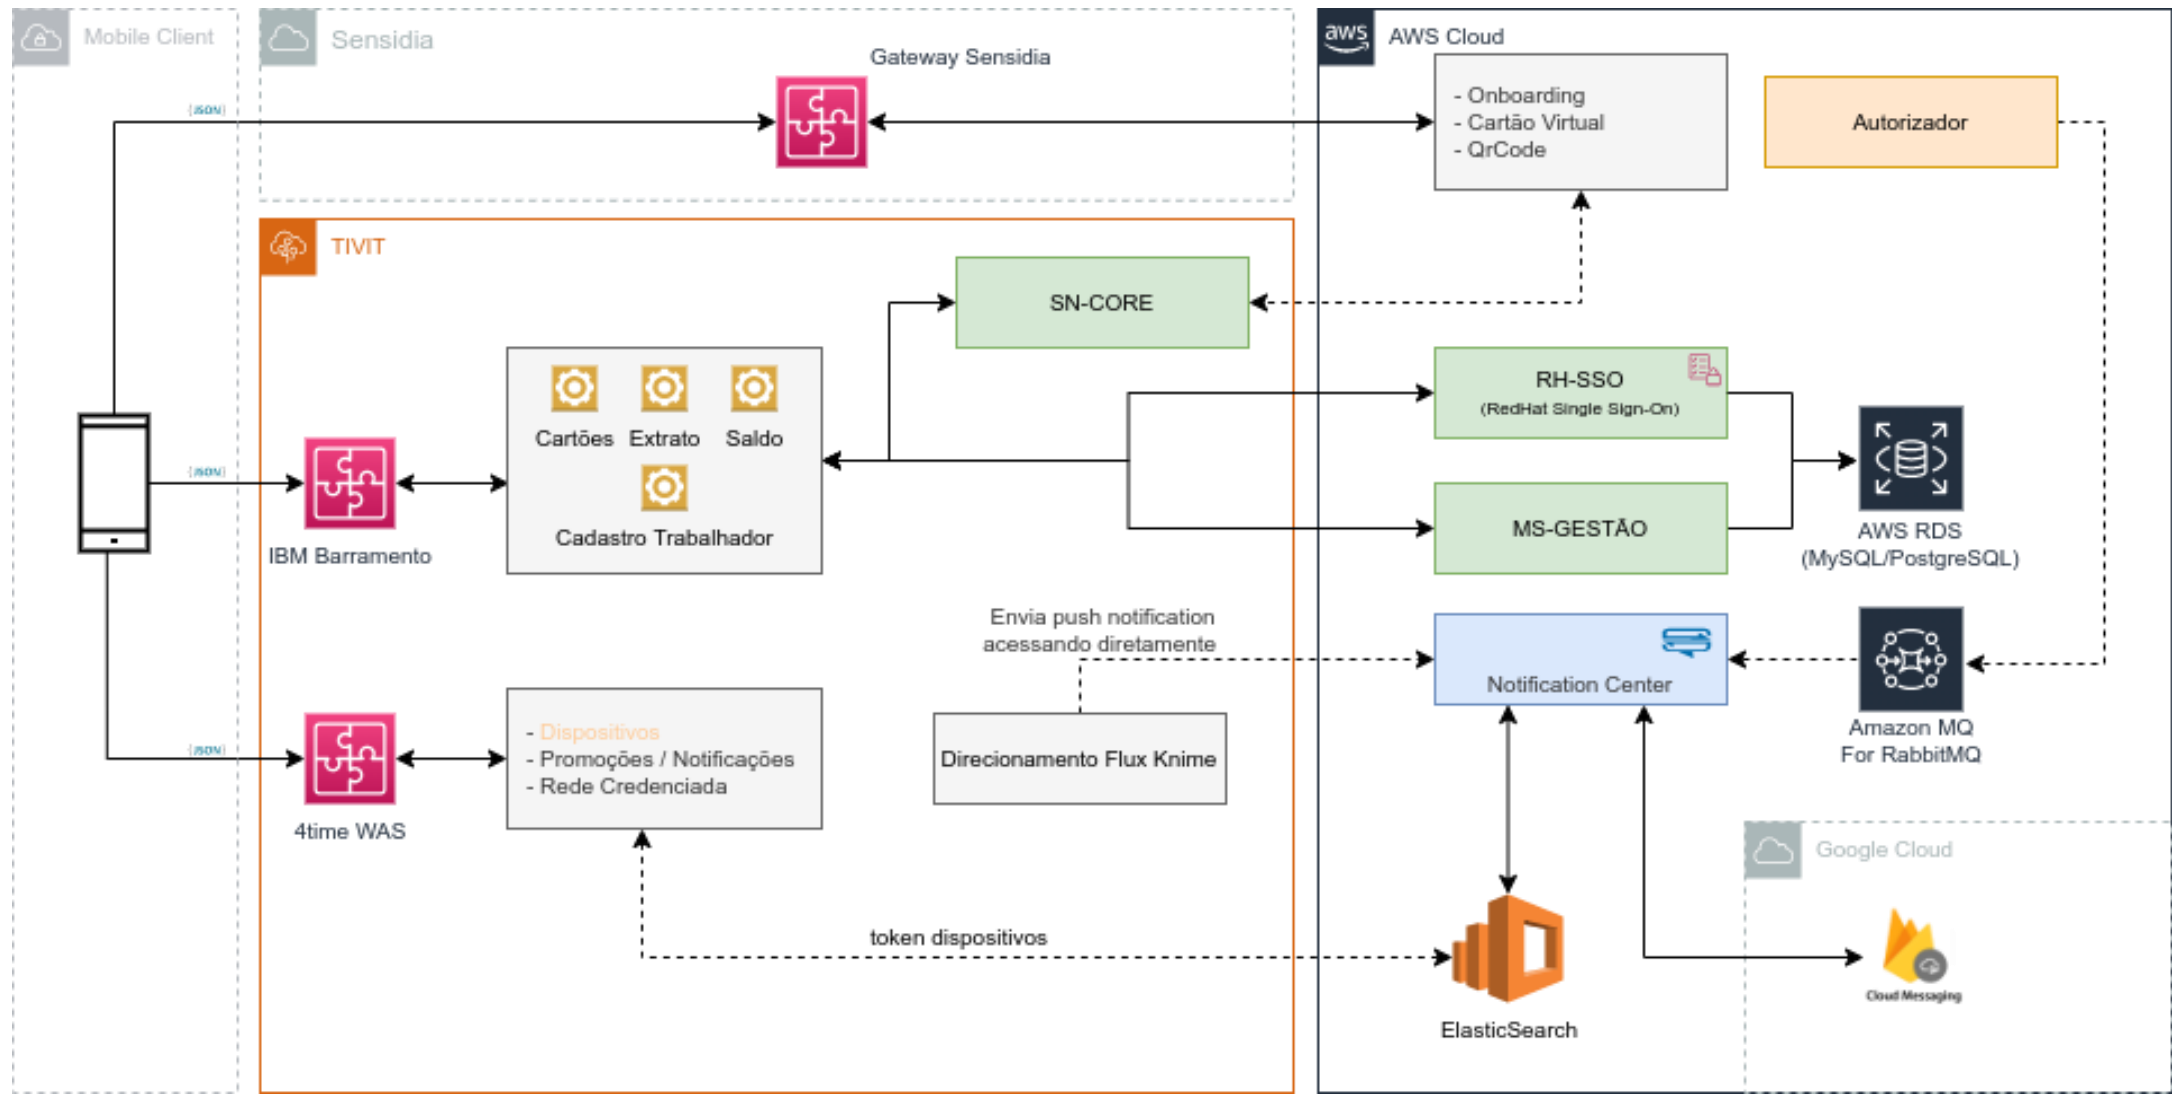 Mobile Client
Sensidia
Gateway Sensidia
aws
AWS Cloud
{JSON}
- Onboarding
- Cartão Virtual
- QrCode
Autorizador
TIVIT
SN-CORE
Cartões
Extrato
Saldo
Cadastro Trabalhador
RH-SSO
(RedHat Single Sign-On)
{JSON}
IBM Barramento
MS-GESTÃO
AWS RDS
(MySQL/PostgreSQL)
Envia push notification
acessando diretamente
Notification Center
Amazon MQ
For RabbitMQ
{JSON}
- Dispositivos
- Promoções / Notificações
- Rede Credenciada
Direcionamento Flux Knime
4time WAS
Google Cloud
token dispositivos
Cloud Messaging
ElasticSearch